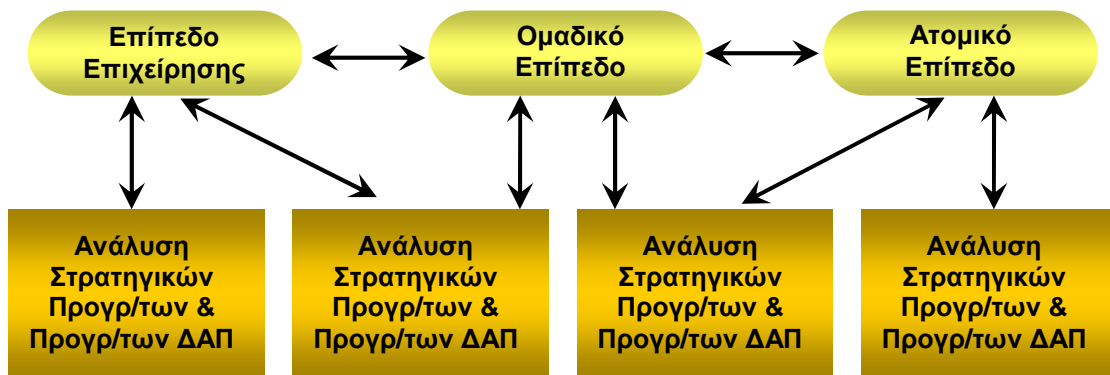 Επίπεδο
Επιχείρησης
Ομαδικό
Επίπεδο
Ατομικό
Επίπεδο
Ανάλυση
Στρατηγικών
Προγρ/των &
Προγρ/των ΔΑΠ
Ανάλυση
Στρατηγικών
Προγρ/των &
Προγρ/των ΔΑΠ
Ανάλυση
Στρατηγικών
Προγρ/των &
Προγρ/των ΔΑΠ
Ανάλυση
Στρατηγικών
Προγρ/των &
Προγρ/των ΔΑΠ